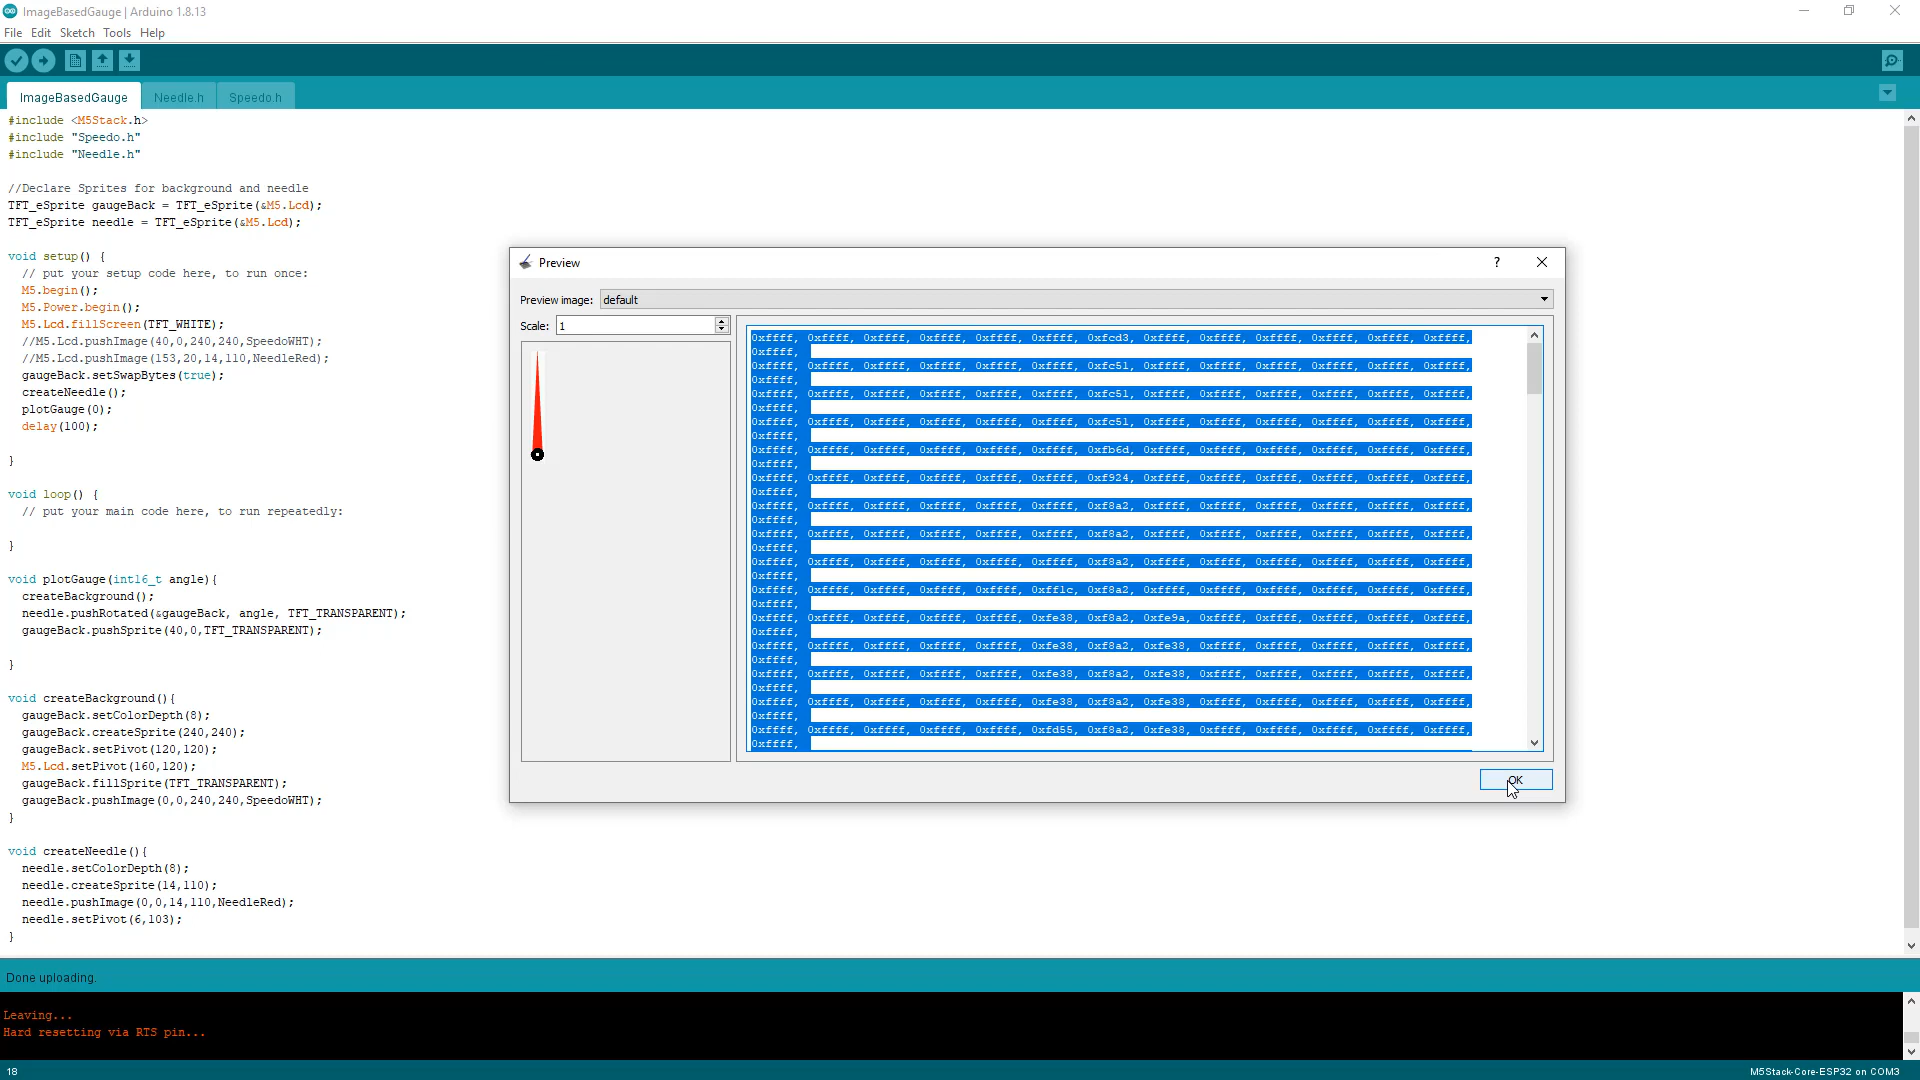 ImageBasedGauge | Arduino 1.8.13
File Edit Sketch Tools Help
ImageBasedGauge Needle.h Speedo.h
#include <M5Stack.h>
#include "Speedo.h"
#include "Needle.h"
//Declare Sprites for background and needle
TFT_eSprite gaugeBack = TFT_eSprite(&M5.Lcd);
TFT_eSprite needle = TFT_eSprite(&M5.Lcd);
void setup() {
// put your setup code here, to run once:
M5.begin();
M5.Power.begin();
M5.Lcd.fillScreen(TFT_WHITE);
//M5.Lcd.pushImage(40,0,240,240,SpeedoWHT);
//M5.Lcd.pushImage(153,20,14,110,NeedleRed);
gaugeBack.setSwapBytes(true);
createNeedle();
plotGauge(0);
delay(100);
}
void loop() {
// put your main code here, to run repeatedly:
}
void plotGauge(int16_t angle){
createBackground();
needle.pushRotated(&gaugeBack, angle, TFT_TRANSPARENT);
gaugeBack.pushSprite(40,0,TFT_TRANSPARENT);
}
void createBackground(){
gaugeBack.setColorDepth(8);
gaugeBack.createSprite(240,240);
gaugeBack.setPivot(120,120);
M5.Lcd.setPivot(160,120);
gaugeBack.fillSprite(TFT_TRANSPARENT);
gaugeBack.pushImage(0,0,240,240,SpeedoWHT);
}
void createNeedle(){
needle.setColorDepth(8);
needle.createSprite(14,110);
needle.pushImage(0,0,14,110,NeedleRed);
needle.setPivot(6,103);
}
Preview ?
Preview image: default
Scale: 1
0xffff, 0xffff, 0xffff, 0xffff, 0xffff, 0xffff, 0xfcd3, 0xffff, 0xffff, 0xffff, 0xffff, 0xffff, 0xffff,
0xffff,
0xffff, 0xffff, 0xffff, 0xffff, 0xffff, 0xffff, 0xfc51, 0xffff, 0xffff, 0xffff, 0xffff, 0xffff, 0xffff,
0xffff,
0xffff, 0xffff, 0xffff, 0xffff, 0xffff, 0xffff, 0xfc51, 0xffff, 0xffff, 0xffff, 0xffff, 0xffff, 0xffff,
0xffff,
0xffff, 0xffff, 0xffff, 0xffff, 0xffff, 0xffff, 0xfc51, 0xffff, 0xffff, 0xffff, 0xffff, 0xffff, 0xffff,
0xffff,
0xffff, 0xffff, 0xffff, 0xffff, 0xffff, 0xffff, 0xfb6d, 0xffff, 0xffff, 0xffff, 0xffff, 0xffff, 0xffff,
0xffff,
0xffff, 0xffff, 0xffff, 0xffff, 0xffff, 0xffff, 0xf924, 0xffff, 0xffff, 0xffff, 0xffff, 0xffff, 0xffff,
0xffff,
0xffff, 0xffff, 0xffff, 0xffff, 0xffff, 0xffff, 0xf8a2, 0xffff, 0xffff, 0xffff, 0xffff, 0xffff, 0xffff,
0xffff,
0xffff, 0xffff, 0xffff, 0xffff, 0xffff, 0xffff, 0xf8a2, 0xffff, 0xffff, 0xffff, 0xffff, 0xffff, 0xffff,
0xffff,
0xffff, 0xffff, 0xffff, 0xffff, 0xffff, 0xffff, 0xf8a2, 0xffff, 0xffff, 0xffff, 0xffff, 0xffff, 0xffff,
0xffff,
0xffff, 0xffff, 0xffff, 0xffff, 0xffff, 0xff1c, 0xf8a2, 0xffff, 0xffff, 0xffff, 0xffff, 0xffff, 0xffff,
0xffff,
0xffff, 0xffff, 0xffff, 0xffff, 0xffff, 0xfe38, 0xf8a2, 0xfe9a, 0xffff, 0xffff, 0xffff, 0xffff, 0xffff,
0xffff,
0xffff, 0xffff, 0xffff, 0xffff, 0xffff, 0xfe38, 0xf8a2, 0xfe38, 0xffff, 0xffff, 0xffff, 0xffff, 0xffff,
0xffff,
0xffff, 0xffff, 0xffff, 0xffff, 0xffff, 0xfe38, 0xf8a2, 0xfe38, 0xffff, 0xffff, 0xffff, 0xffff, 0xffff,
0xffff,
0xffff, 0xffff, 0xffff, 0xffff, 0xffff, 0xfe38, 0xf8a2, 0xfe38, 0xffff, 0xffff, 0xffff, 0xffff, 0xffff,
0xffff,
0xffff, 0xffff, 0xffff, 0xffff, 0xffff, 0xfd55, 0xf8a2, 0xfe38, 0xffff, 0xffff, 0xffff, 0xffff, 0xffff,
0xffff,
OK
Done uploading.
Leaving...
Hard resetting via RTS pin...
18 M5Stack-Core-ESP32 on COM3